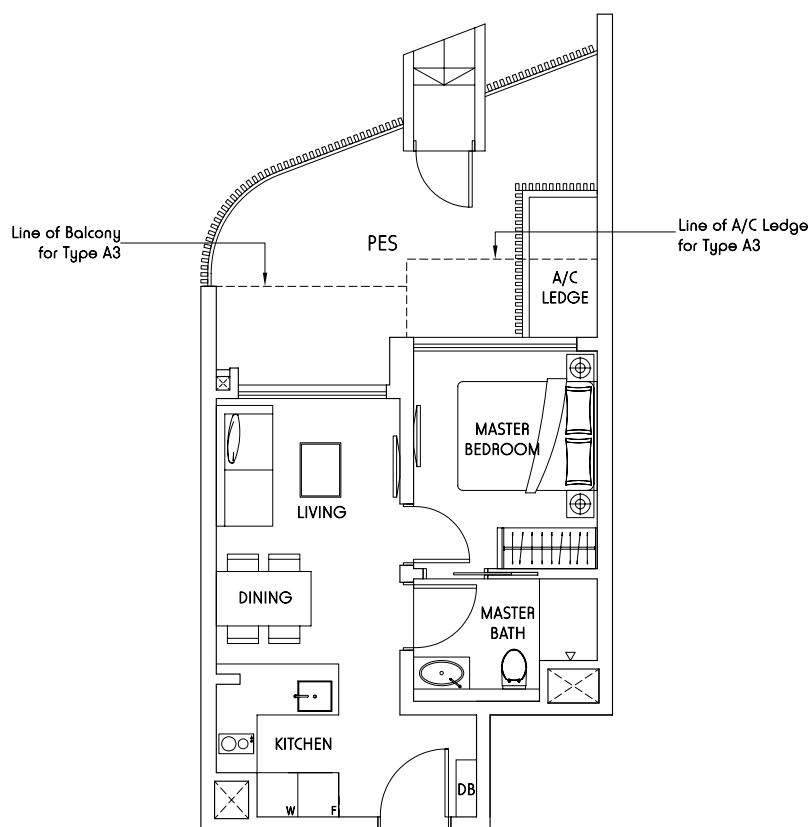 Line of Balcony
for Type A3
PES
Line of A/C Ledge
for Type A3
A/C
LEDGE
MASTER
BEDROOM
LIVING
DINING
MASTER
BATH
KITCHEN
DB
W
F